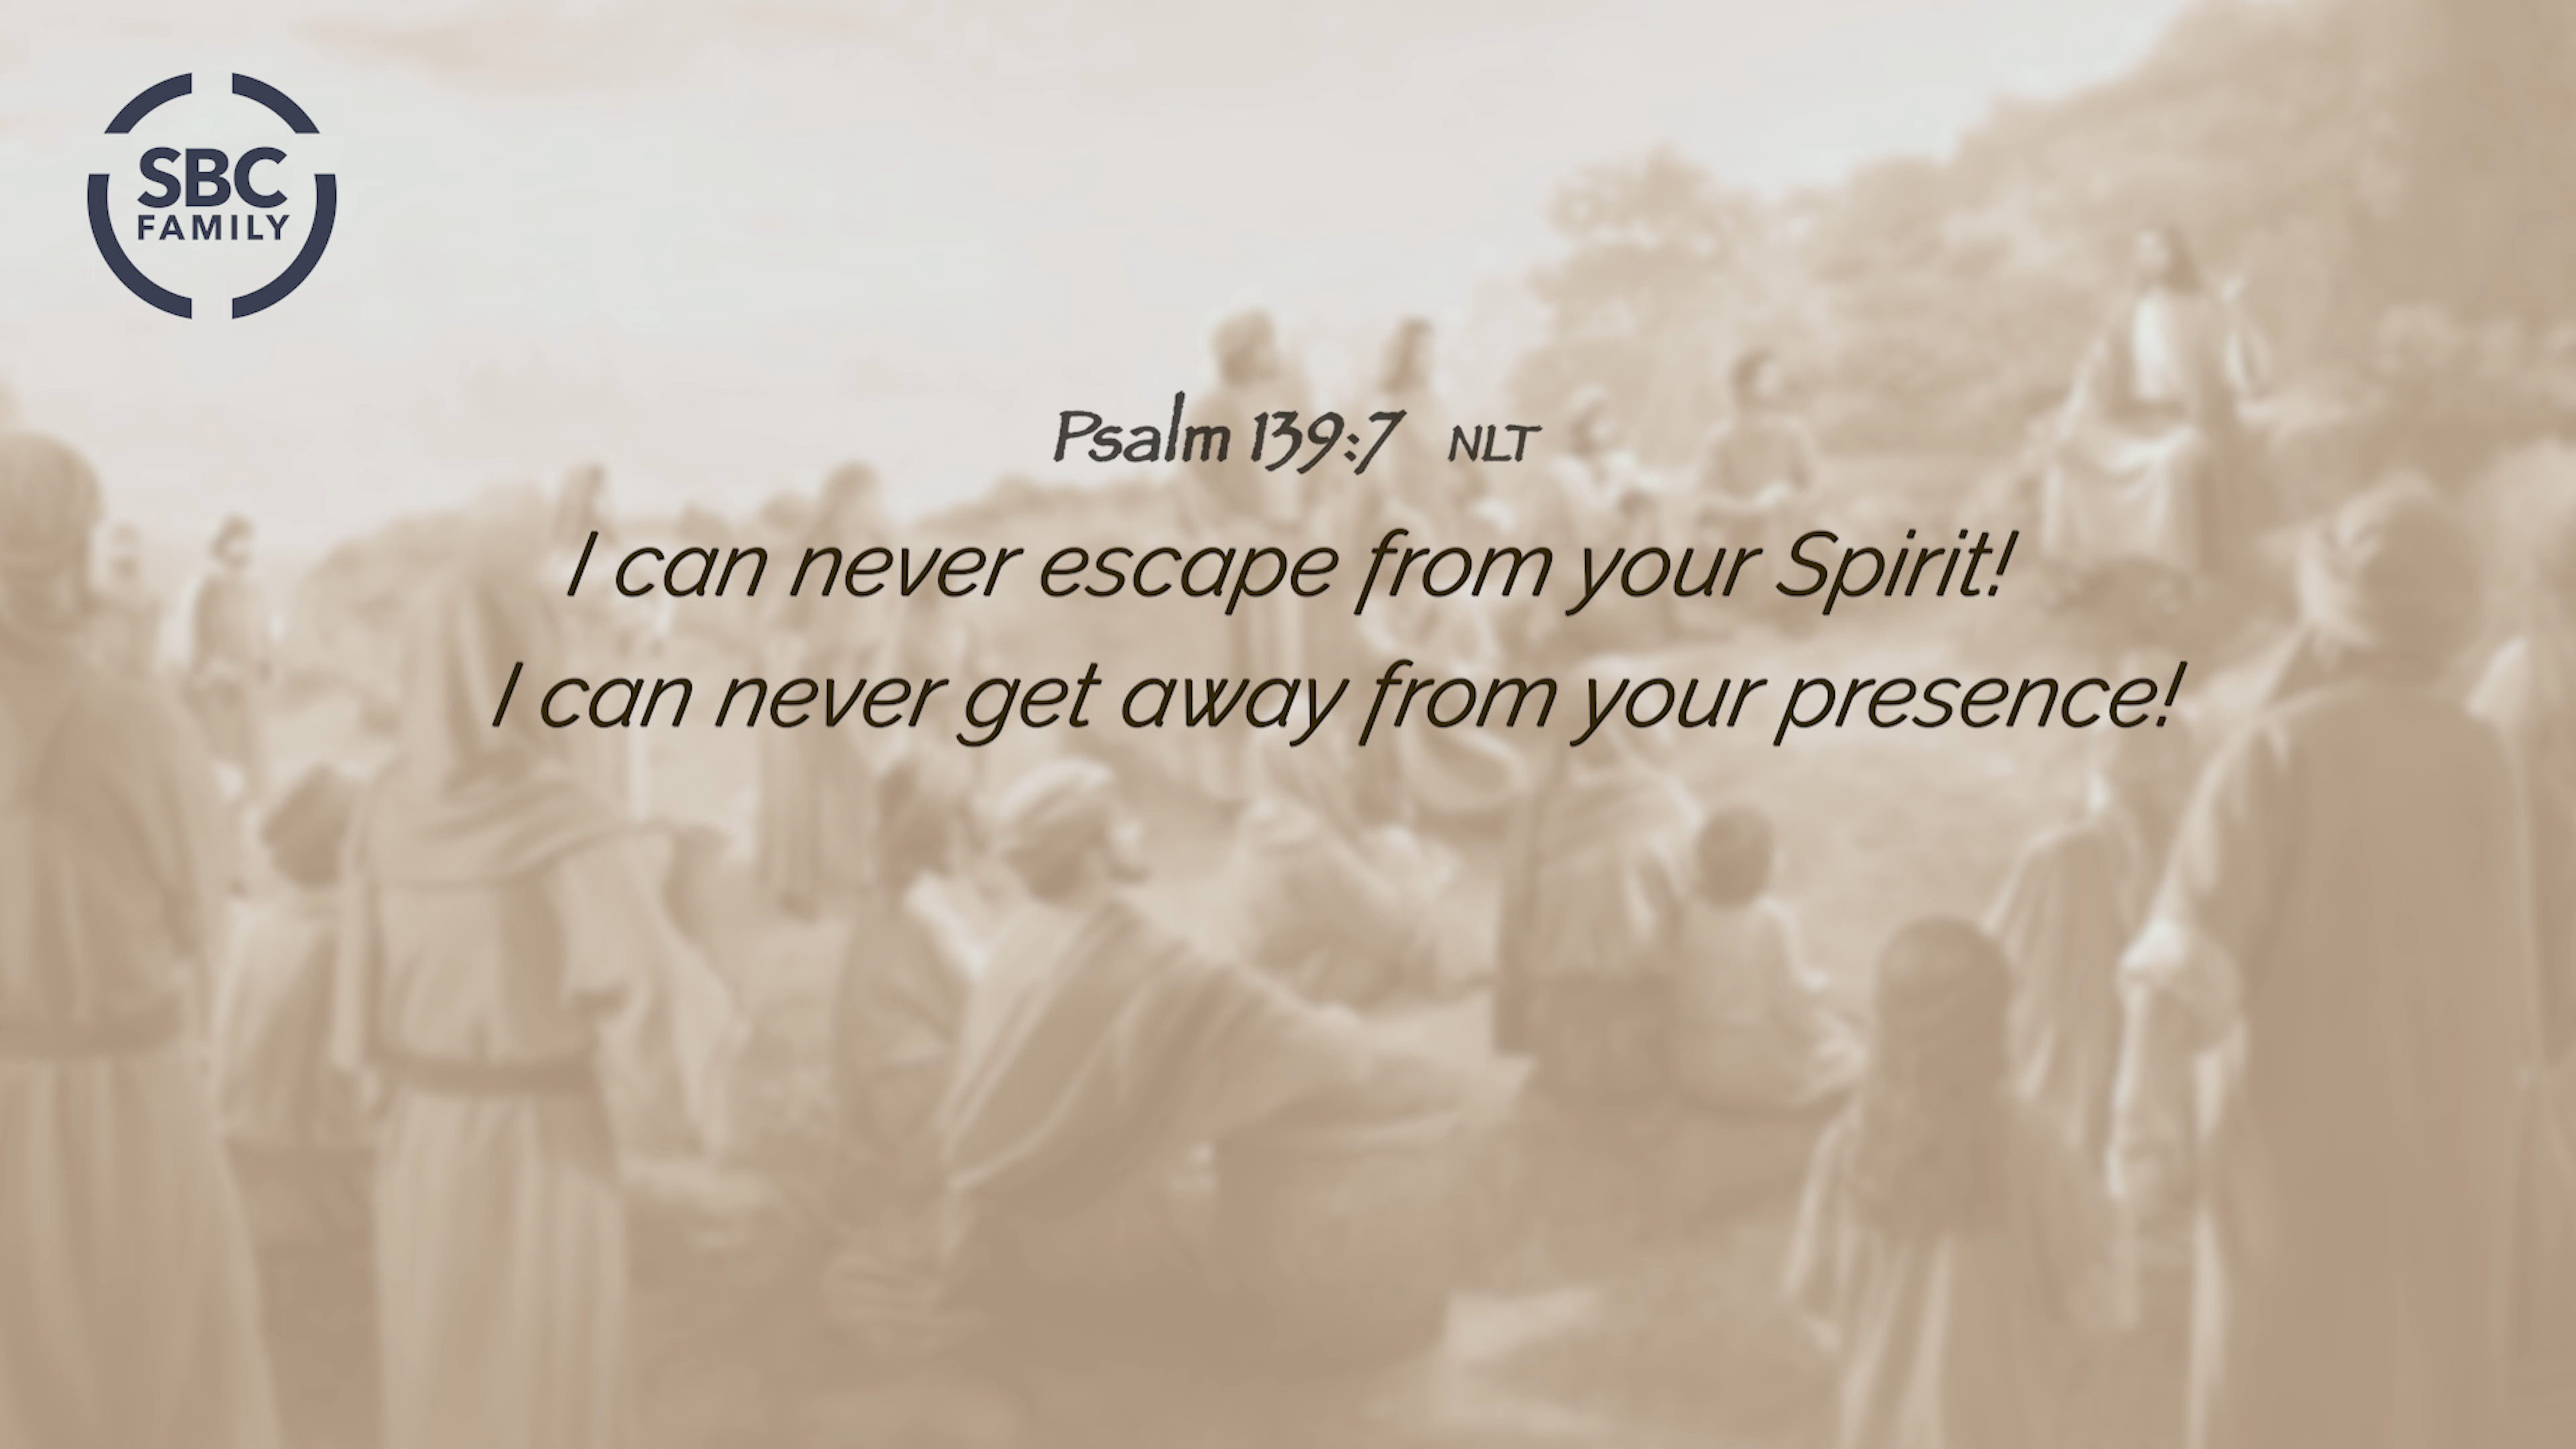 SBC
FAMILY
Psalm 139:7 NLT
I can never escape from your Spirit!
I can never get away from your presence!